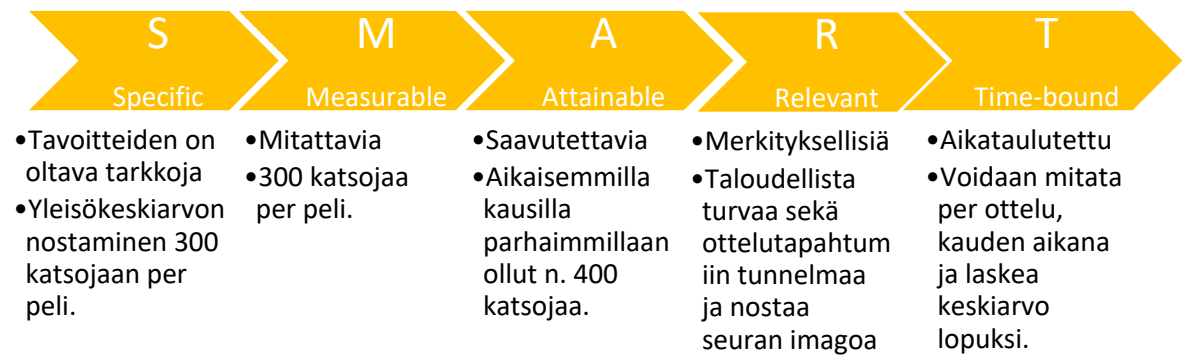 S
Specific
•Tavoitteiden on
oltava tarkkoja
•Yleisökeskiarvon
nostaminen 300
katsojaan per
peli.
M
Measurable
•Mitattavia
•300 katsojaa
per peli.
A
Attainable
•Saavutettavia
•Aikaisemmilla
kausilla
parhaimmillaan
ollut n. 400
katsojaa.
R
Relevant
•Merkityksellisiä
•Taloudellista
turvaa sekä
ottelutapahtum
iin tunnelmaa
ja nostaa
seuran imagoa
T
Time-bound
•Aikataulutettu
•Voidaan mitata
per ottelu,
kauden aikana
ja laskea
keskiarvo
lopuksi.